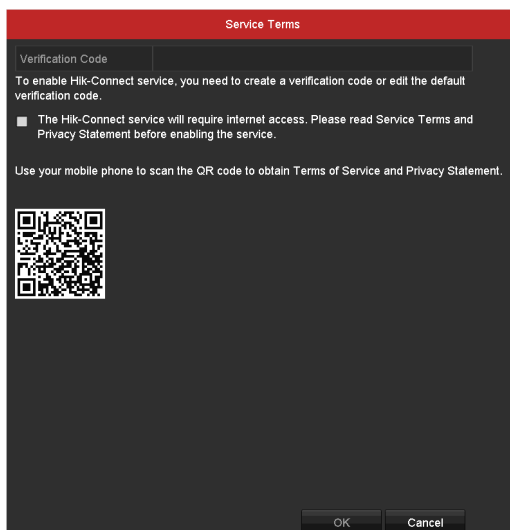 Service Terms
Verification Code
To enable Hik-Connect service, you need to create a verification code or edit the default
verification code.
The Hik-Connect service will require internet access. Please read Service Terms and
Privacy Statement before enabling the service.
Use your mobile phone to scan the QR code to obtain Terms of Service and Privacy Statement.
OK Cancel